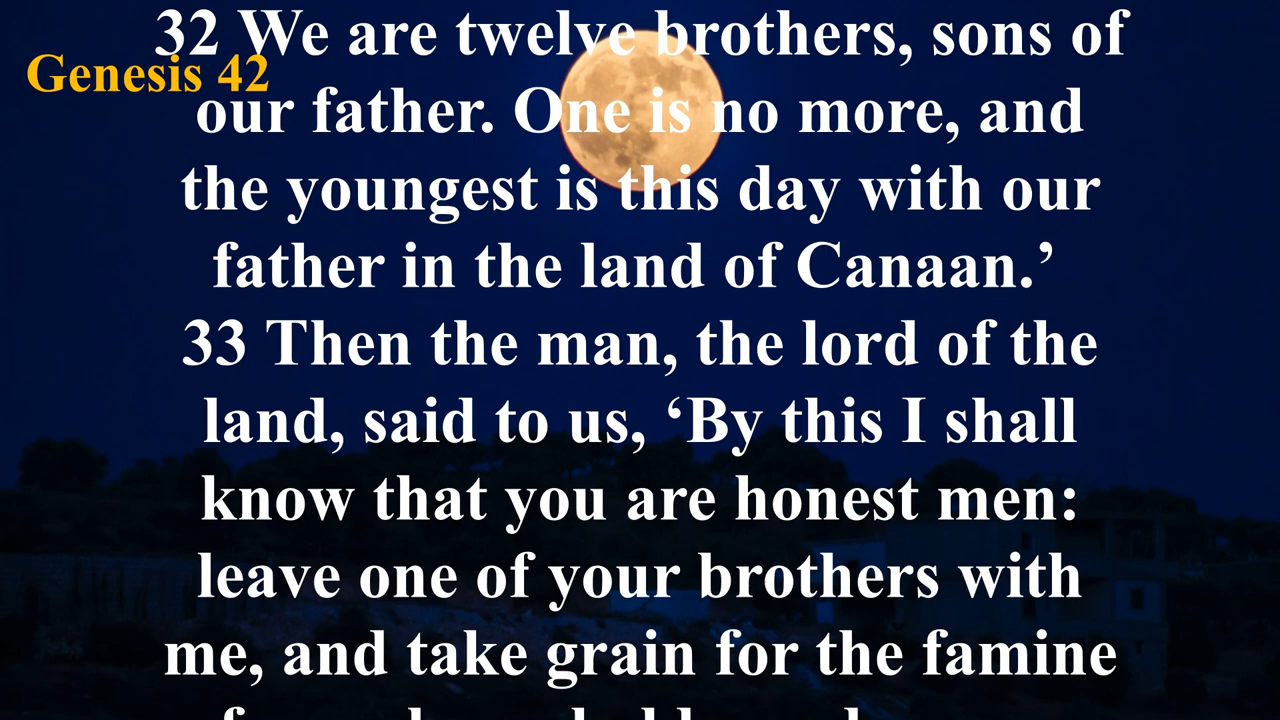 32 We are twelve brothers, sons of
Genesis 42
our father. One is no more, and
the youngest is this day with our
father in the land of Canaan.’
33 Then the man, the lord of the
land, said to us, ‘By this I shall
know that you are honest men:
leave one of your brothers with
me, and take grain for the famine